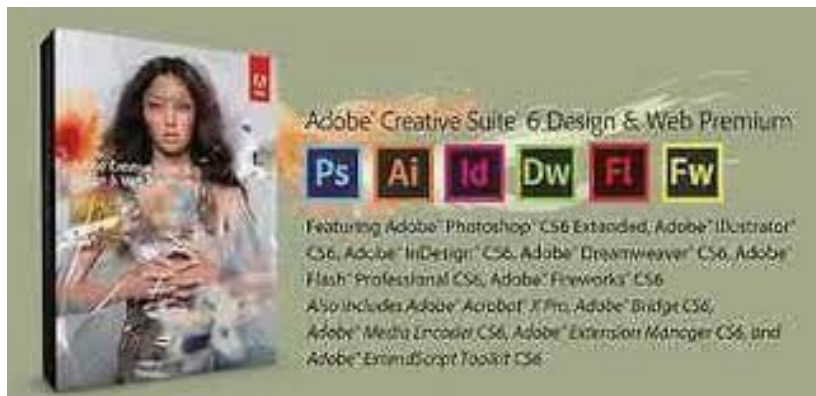 Adobe® Creative Suite® 6 Design & Web Premium
Ps Ai Id Dw Fl Fw
Featuring Adobe® Photoshop® CS6 Extended, Adobe® Illustrator®
CS6, Adobe® InDesign® CS6, Adobe® Dreamweaver® CS6, Adobe®
Flash® Professional CS6, Adobe® Fireworks® CS6
Also includes Adobe® Acrobat® X Pro, Adobe® Bridge CS6,
Adobe® Media Encoder CS6, Adobe® Extension Manager CS6, and
Adobe® ExtendScript Toolkit CS6